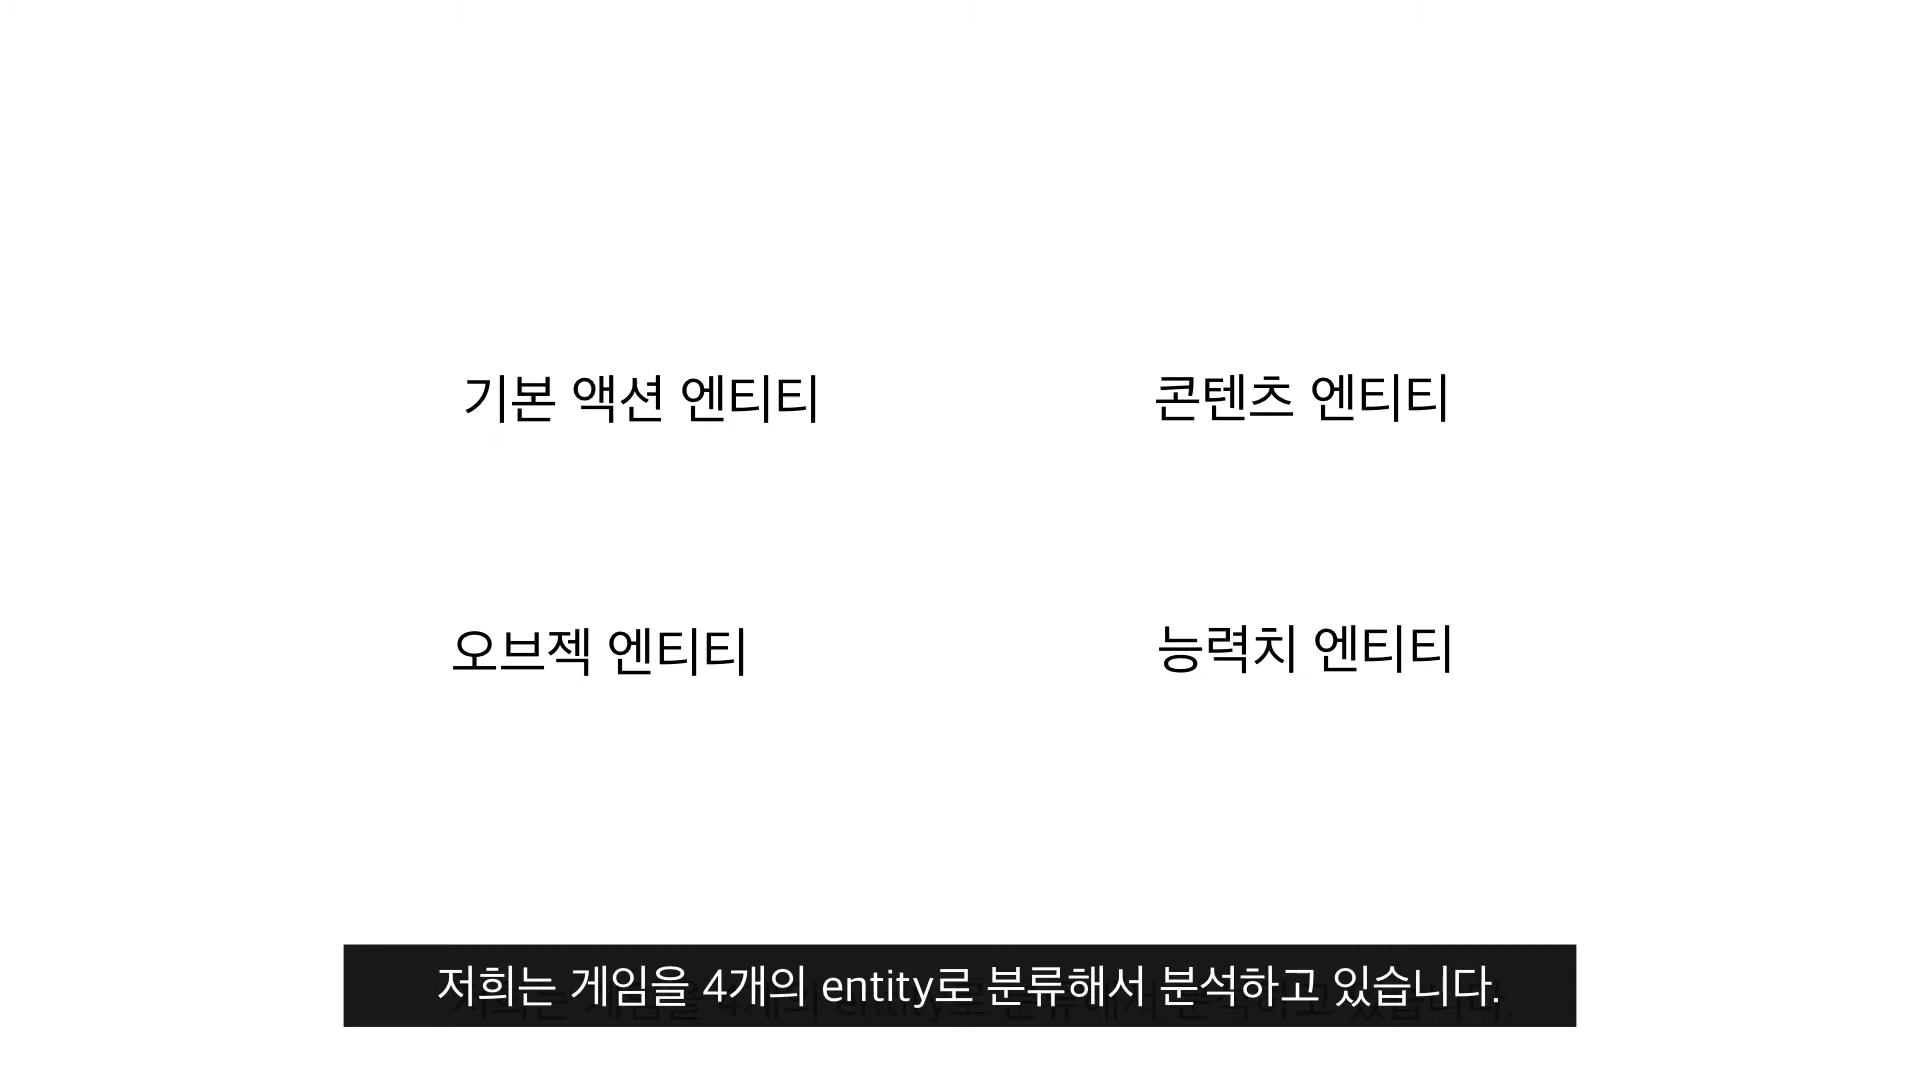 기본 액션 엔티티
콘텐츠 엔티티
오브젝 엔티티
능력치 엔티티
저희는 게임을 4개의 entity로 분류해서 분석하고 있습니다.